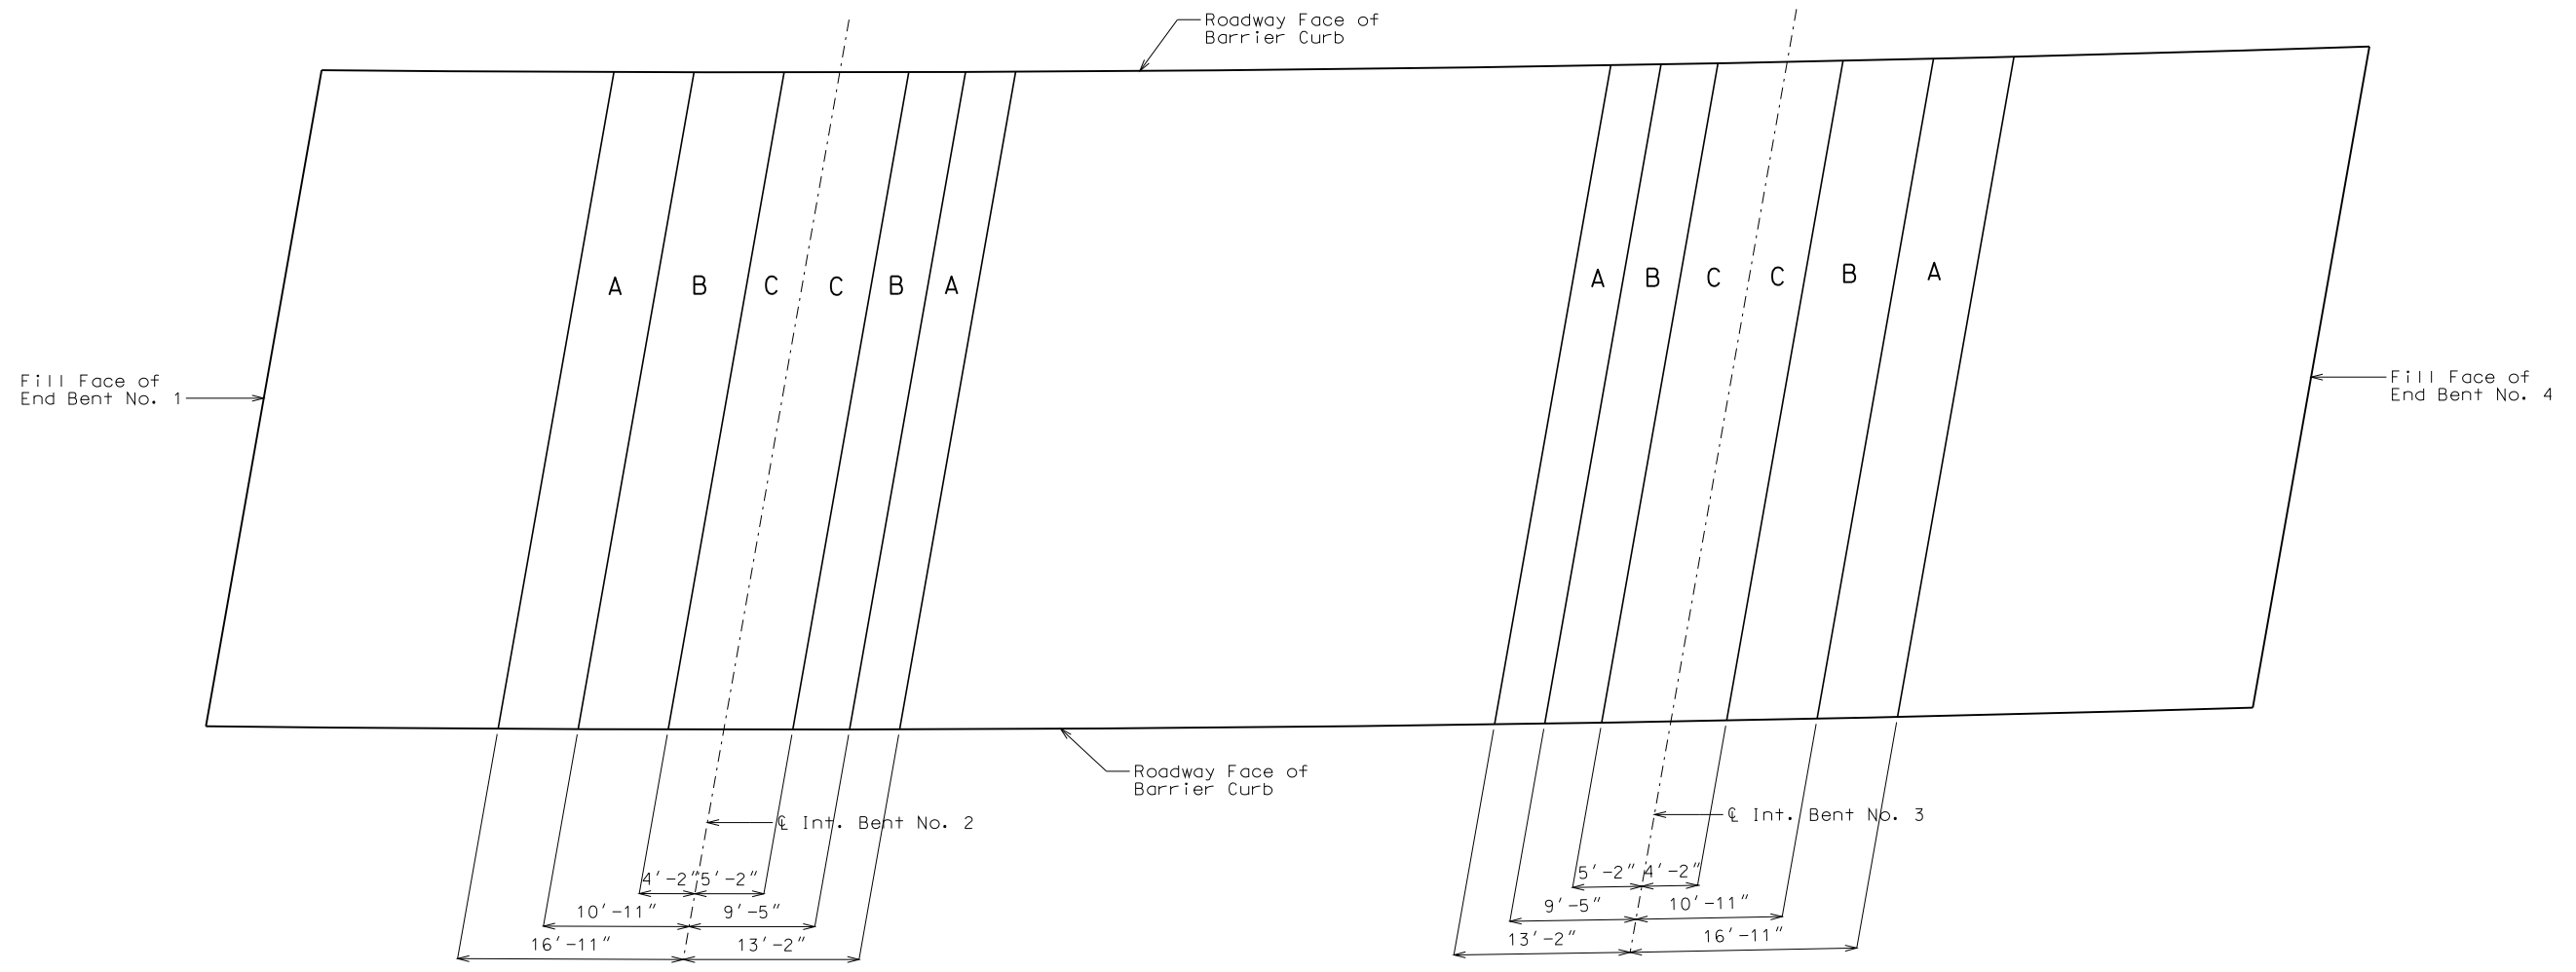 Roadway Face of
Barrier Curb
A B C C B A
A B C C B A
Fill Face of
End Bent No. 1
Fill Face of
End Bent No. 4
Roadway Face of
Barrier Curb
℄ Int. Bent No. 2
℄ Int. Bent No. 3
4'-2" 5'-2"
10'-11" 9'-5"
16'-11" 13'-2"
5'-2" 4'-2"
9'-5" 10'-11"
13'-2" 16'-11"